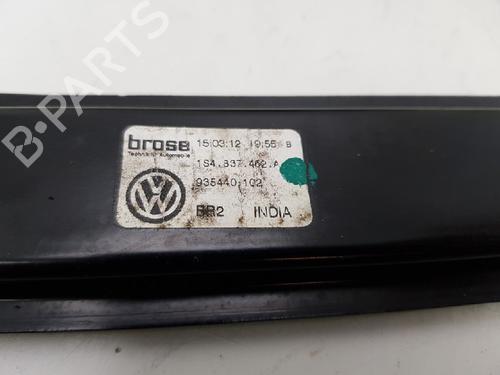 brose 15.03.12 19:55 B
Technik für Automobile
1S4.837.462.A
935440-102
BR2 INDIA
B-PARTS